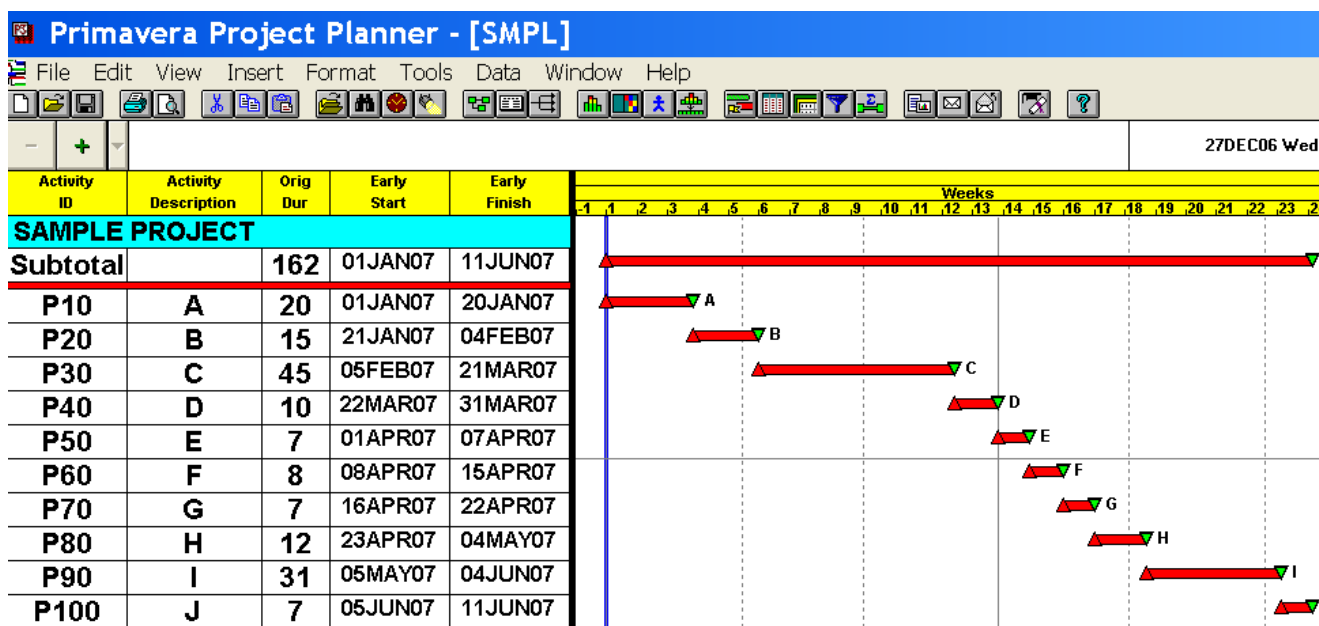 Primavera Project Planner - [SMPL]
File Edit View Insert Format Tools Data Window Help
27DEC06 Wed
Activity ID Activity Description Orig Dur Early Start Early Finish
Weeks
-1 1 2 3 4 5 6 7 8 9 10 11 12 13 14 15 16 17 18 19 20 21 22 23
SAMPLE PROJECT
Subtotal 162 01JAN07 11JUN07
P10 A 20 01JAN07 20JAN07 A
P20 B 15 21JAN07 04FEB07 B
P30 C 45 05FEB07 21MAR07 C
P40 D 10 22MAR07 31MAR07 D
P50 E 7 01APR07 07APR07 E
P60 F 8 08APR07 15APR07 F
P70 G 7 16APR07 22APR07 G
P80 H 12 23APR07 04MAY07 H
P90 I 31 05MAY07 04JUN07 I
P100 J 7 05JUN07 11JUN07